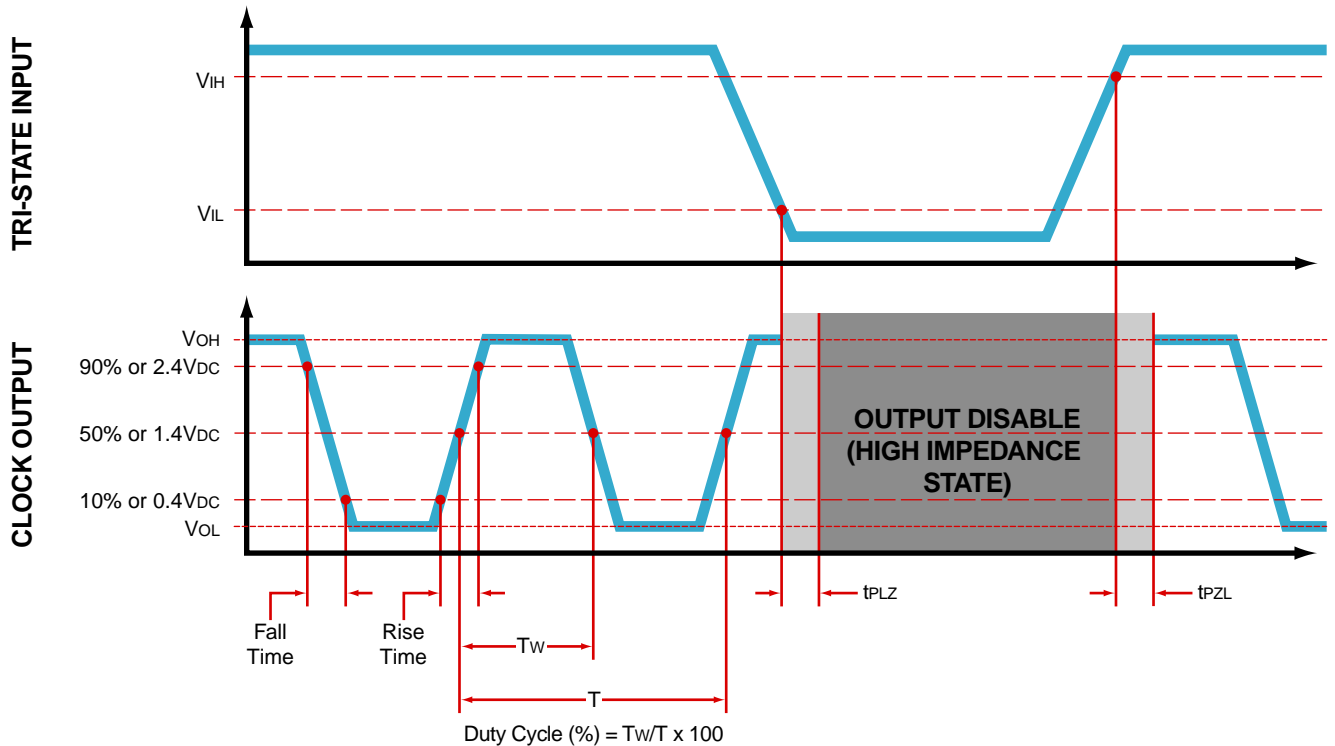 TRI-STATE INPUT
VIH
VIL
CLOCK OUTPUT
VOH
90% or 2.4VDC
50% or 1.4VDC
10% or 0.4VDC
VOL
OUTPUT DISABLE
(HIGH IMPEDANCE
STATE)
tPLZ
tPZL
Fall
Time
Rise
Time
TW
T
Duty Cycle (%) = TW/T x 100